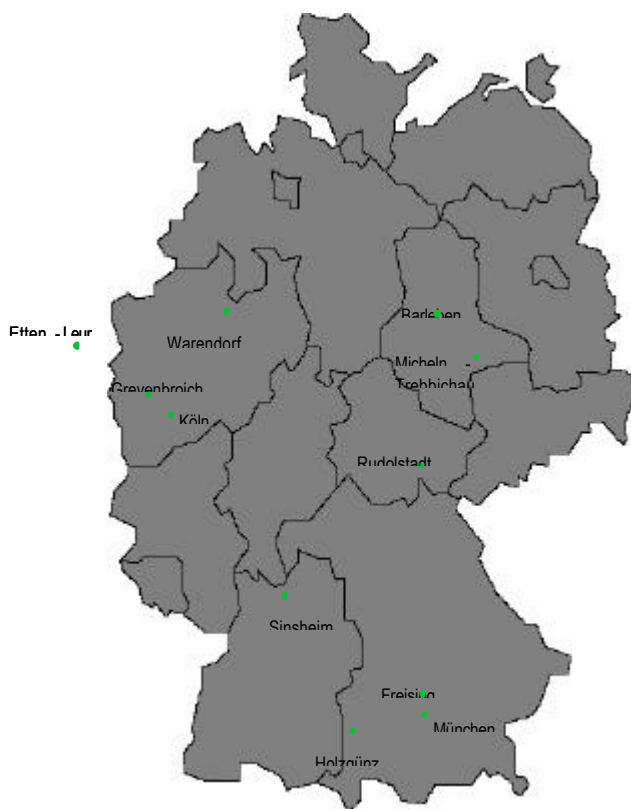 Etten - Leur
Barleben
Warendorf
Micheln -
Trebbichau
Grevenbroich
Köln
Rudolstadt
Sinsheim
Freising
München
Holzgünz